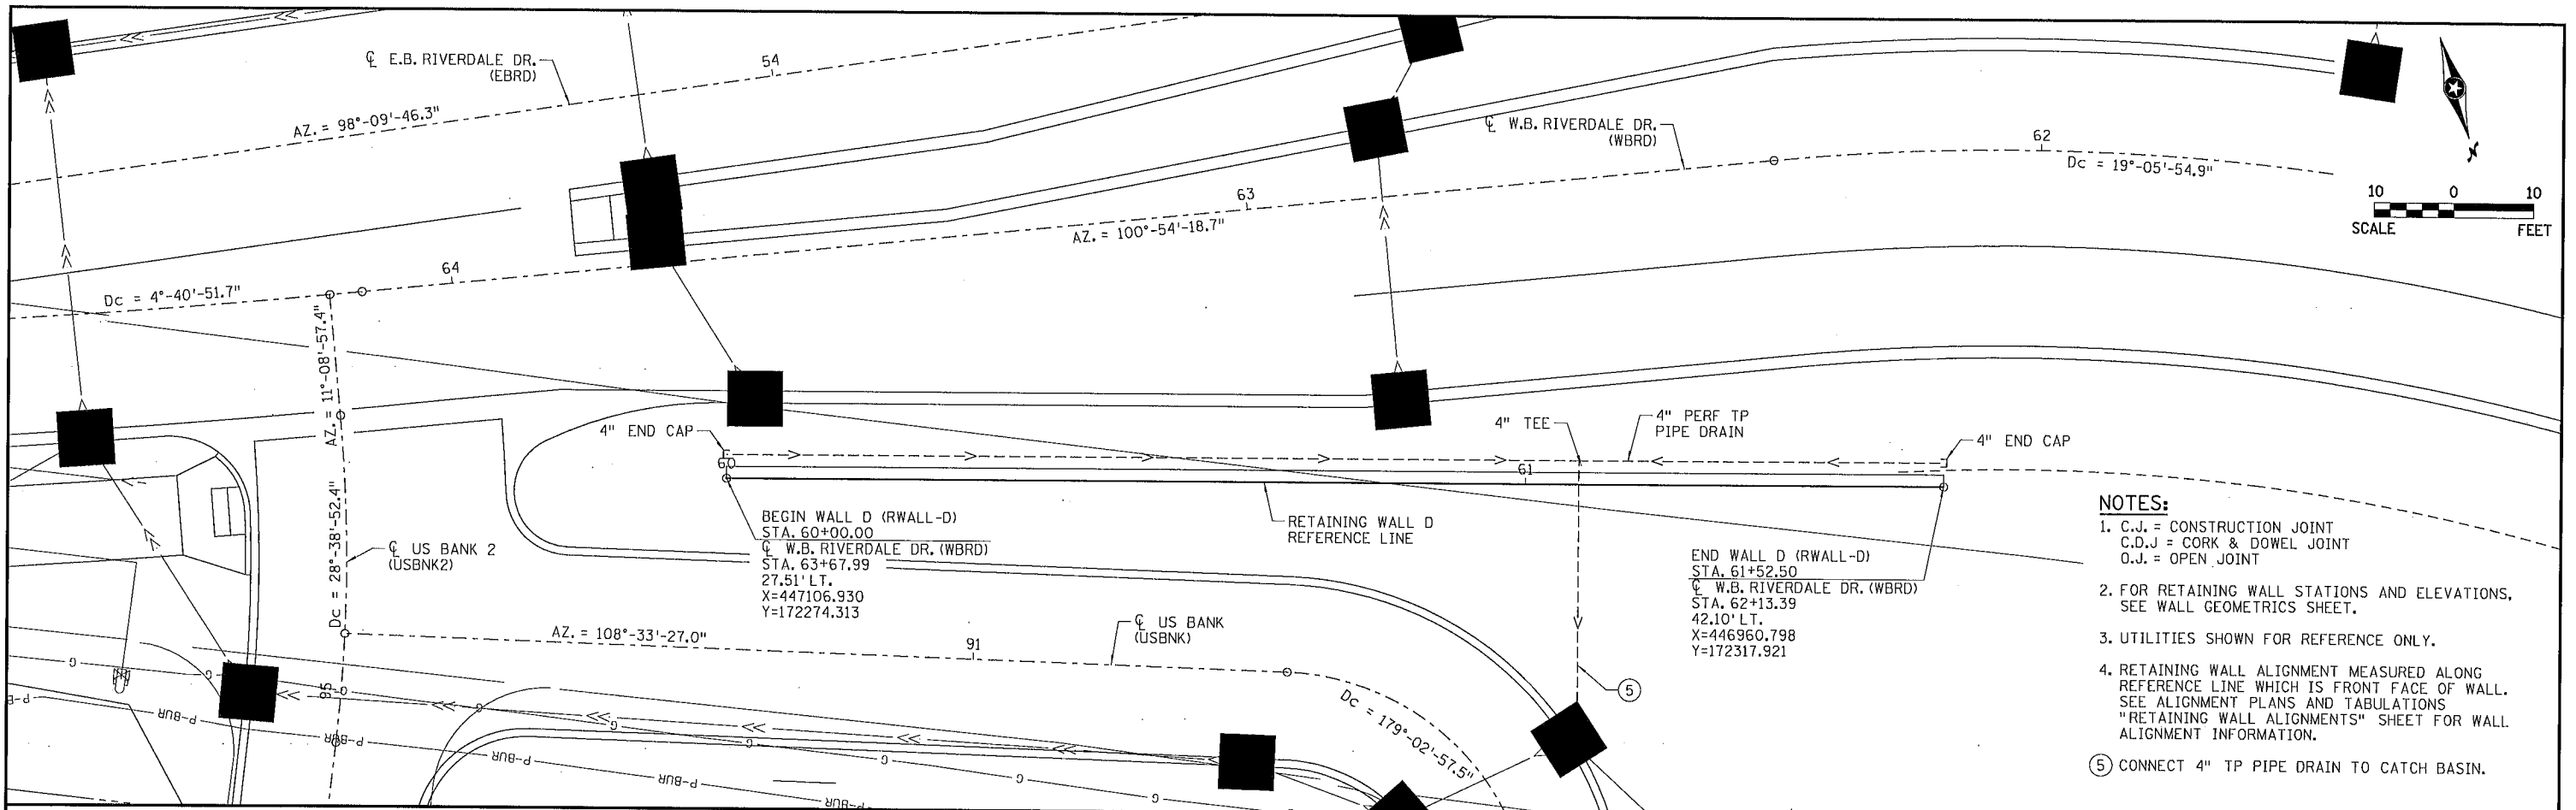 ℄ E.B. RIVERDALE DR.
(EBRD)
54
AZ. = 98°-09'-46.3"
℄ W.B. RIVERDALE DR.
(WBRD)
62
Dc = 19°-05'-54.9"
63
AZ. = 100°-54'-18.7"
10 0 10
SCALE FEET
64
Dc = 4°-40'-51.7"
AZ. = 11°-08'-57.4"
4" END CAP
4" TEE
4" PERF TP
PIPE DRAIN
4" END CAP
60
61
BEGIN WALL D (RWALL-D)
STA. 60+00.00
℄ W.B. RIVERDALE DR. (WBRD)
STA. 63+67.99
27.51' LT.
X=447106.930
Y=172274.313
RETAINING WALL D
REFERENCE LINE
END WALL D (RWALL-D)
STA. 61+52.50
℄ W.B. RIVERDALE DR. (WBRD)
STA. 62+13.39
42.10' LT.
X=446960.798
Y=172317.921
Dc = 28°-38'-52.4"
℄ US BANK 2
(USBNK2)
AZ. = 108°-33'-27.0"
91
℄ US BANK
(USBNK)
95
Dc = 179°-02'-57.5"
5
G
G
G
G
G
G
G
G
G
G
P-B
P-BUR
P-BUR
P-BUR
P-BUR
P-BUR
NOTES:
1. C.J. = CONSTRUCTION JOINT
C.D.J = CORK & DOWEL JOINT
O.J. = OPEN JOINT
2. FOR RETAINING WALL STATIONS AND ELEVATIONS,
SEE WALL GEOMETRICS SHEET.
3. UTILITIES SHOWN FOR REFERENCE ONLY.
4. RETAINING WALL ALIGNMENT MEASURED ALONG
REFERENCE LINE WHICH IS FRONT FACE OF WALL.
SEE ALIGNMENT PLANS AND TABULATIONS
"RETAINING WALL ALIGNMENTS" SHEET FOR WALL
ALIGNMENT INFORMATION.
5 CONNECT 4" TP PIPE DRAIN TO CATCH BASIN.